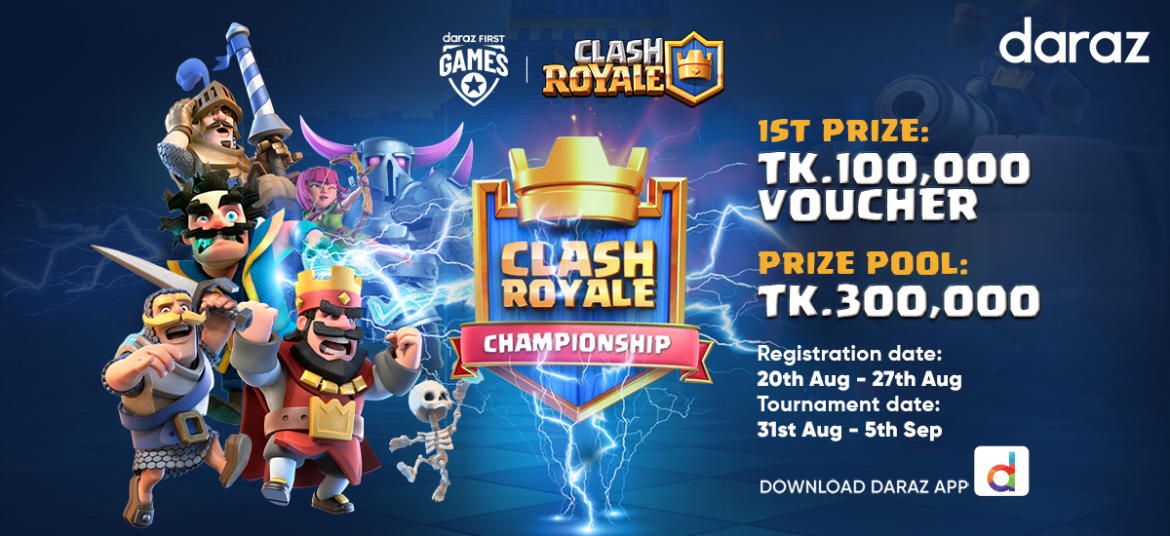 daraz FIRST
GAMES
CLASH
ROYALE
daraz
1ST PRIZE:
TK.100,000
VOUCHER
PRIZE POOL:
TK.300,000
Registration date:
20th Aug - 27th Aug
Tournament date:
31st Aug - 5th Sep
DOWNLOAD DARAZ APP
d
CLASH
ROYALE
CHAMPIONSHIP